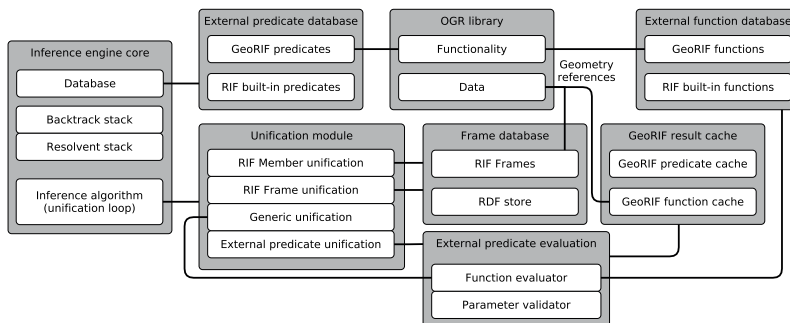 External predicate database
GeoRIF predicates
RIF built-in predicates
OGR library
Functionality
Data
External function database
GeoRIF functions
RIF built-in functions
Geometry
references
Inference engine core
Database
Backtrack stack
Resolvent stack
Inference algorithm
(unification loop)
Unification module
RIF Member unification
RIF Frame unification
Generic unification
External predicate unification
Frame database
RIF Frames
RDF store
GeoRIF result cache
GeoRIF predicate cache
GeoRIF function cache
External predicate evaluation
Function evaluator
Parameter validator